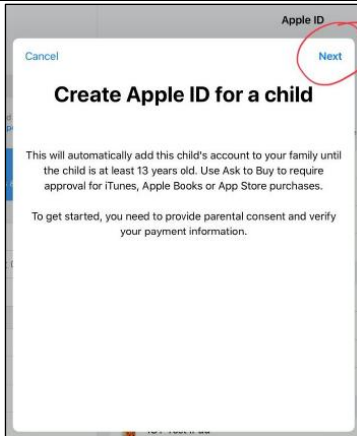 Apple ID
Cancel
Next
Create Apple ID for a child
This will automatically add this child's account to your family until
the child is at least 13 years old. Use Ask to Buy to require
approval for iTunes, Apple Books or App Store purchases.
To get started, you need to provide parental consent and verify
your payment information.